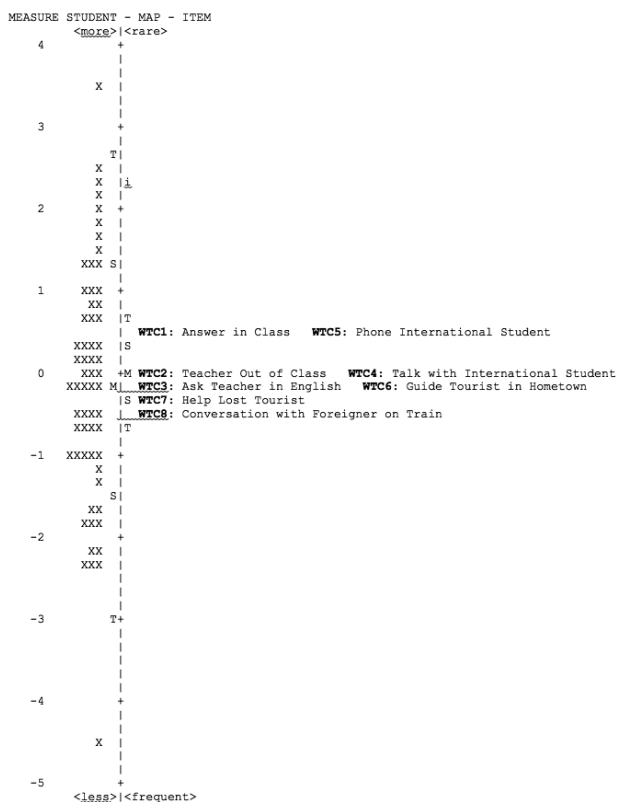 MEASURE STUDENT - MAP - ITEM
<more>|<rare>
4 +
|
|
X |
|
|
3 +
|
T|
X |
X |i
X |
2 X +
X |
X |
X |
XXX S|
|
1 XXX +
XX |
XXX |T
| WTC1: Answer in Class WTC5: Phone International Student
XXXX |S
XXXX |
0 XXX +M WTC2: Teacher Out of Class WTC4: Talk with International Student
XXXXX M| WTC3: Ask Teacher in English WTC6: Guide Tourist in Hometown
|S WTC7: Help Lost Tourist
XXXX | WTC8: Conversation with Foreigner on Train
XXXX |T
|
-1 XXXXX +
X |
X |
S|
XX |
XXX |
-2 +
XX |
XXX |
|
|
|
-3 T+
|
|
|
|
|
-4 +
|
|
X |
|
|
-5 +
<less>|<frequent>